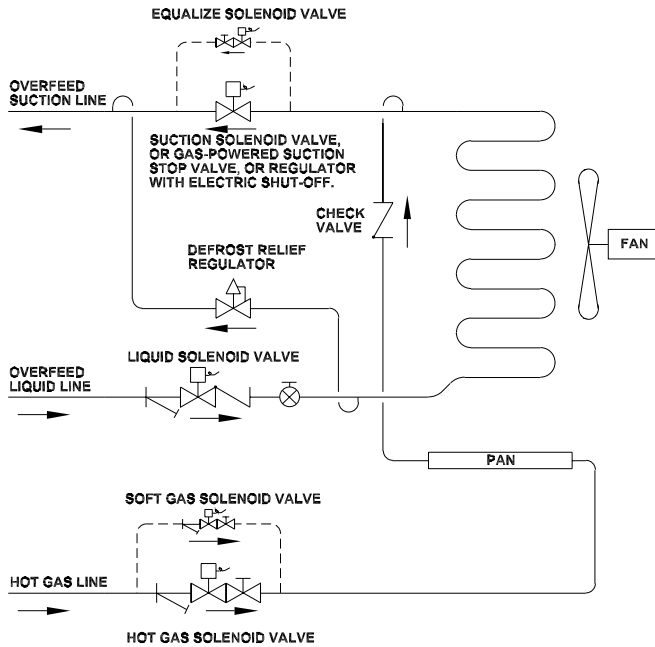 EQUALIZE SOLENOID VALVE
OVERFEED
SUCTION LINE
SUCTION SOLENOID VALVE,
OR GAS-POWERED SUCTION
STOP VALVE, OR REGULATOR
WITH ELECTRIC SHUT-OFF.
CHECK
VALVE
FAN
DEFROST RELIEF
REGULATOR
LIQUID SOLENOID VALVE
OVERFEED
LIQUID LINE
PAN
SOFT GAS SOLENOID VALVE
HOT GAS LINE
HOT GAS SOLENOID VALVE